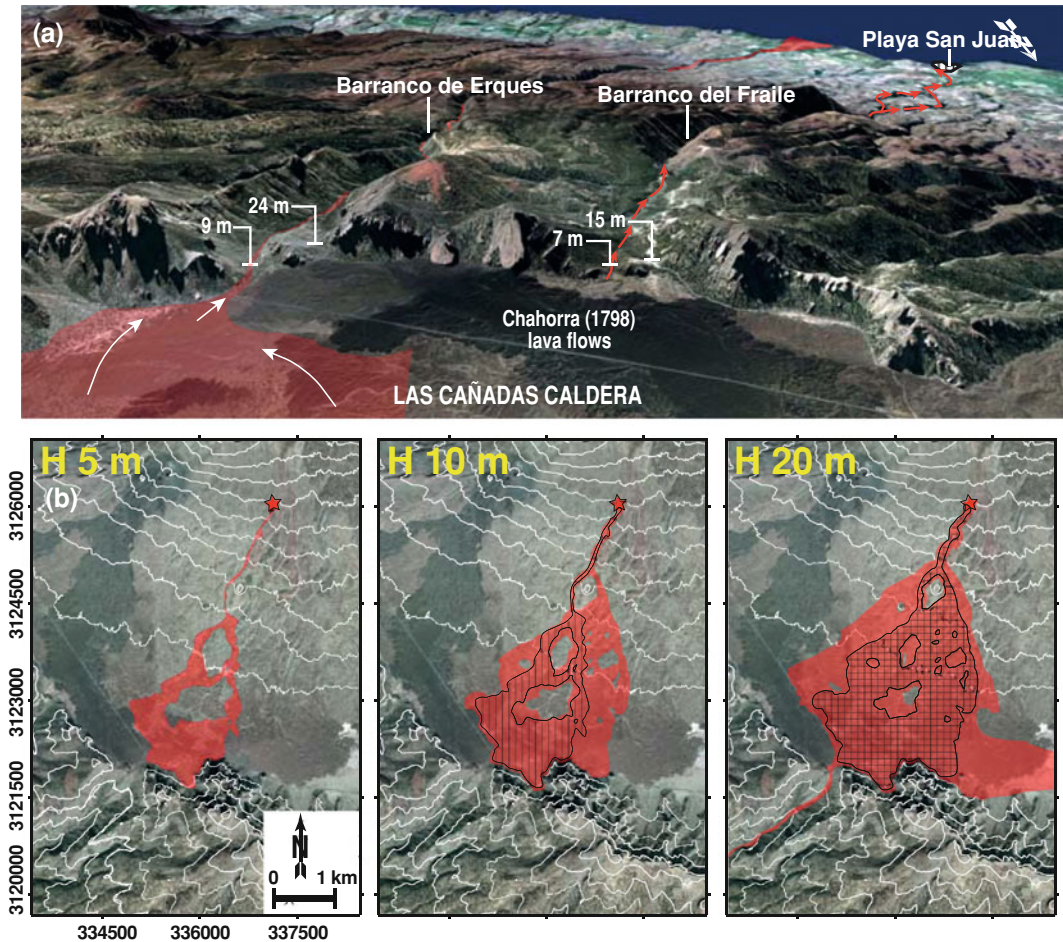 (a)
Playa San Juan
Barranco de Erques
Barranco del Fraile
24 m
9 m
15 m
7 m
Chahorra (1798)
lava flows
LAS CAÑADAS CALDERA
H 5 m
H 10 m
H 20 m
(b)
3126000
3124500
3123000
3121500
3120000
N
0 1 km
334500 336000 337500